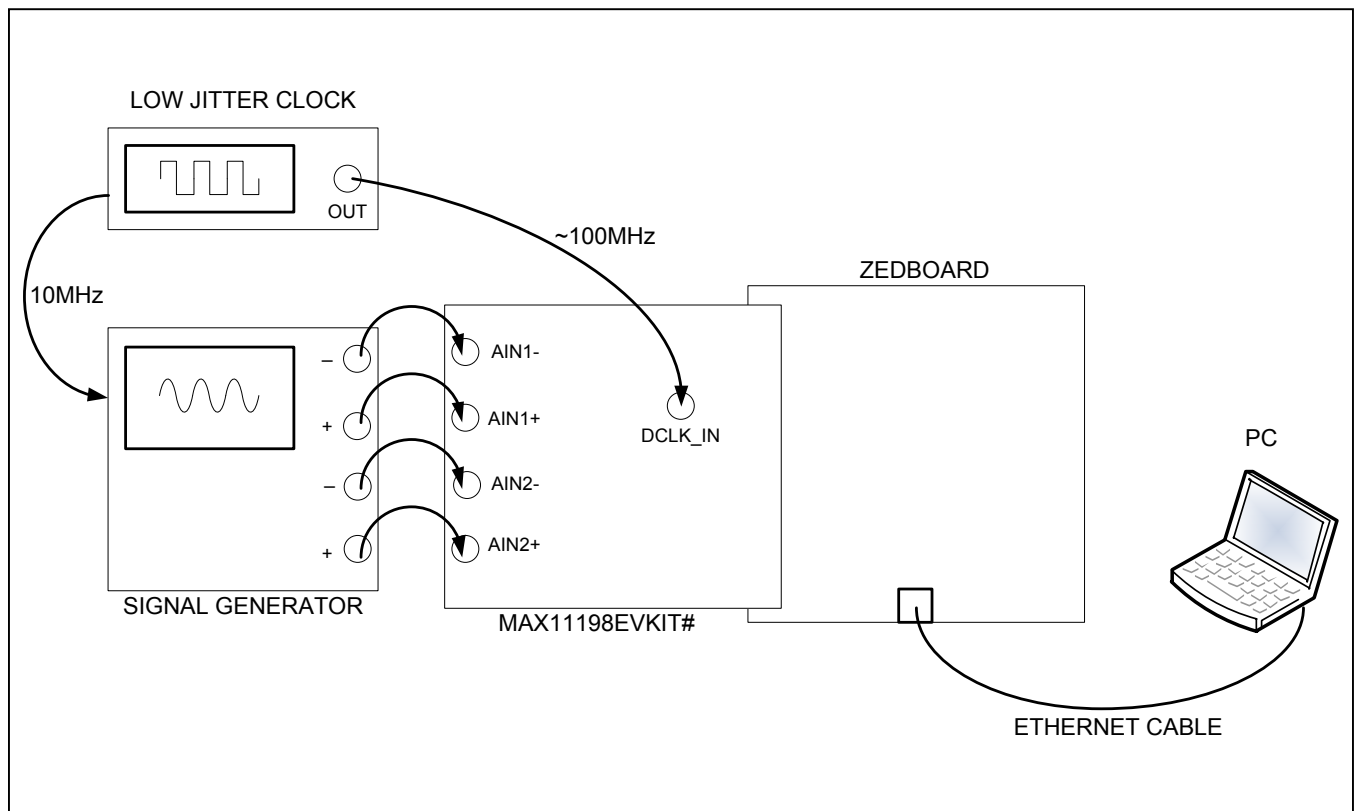 LOW JITTER CLOCK
OUT
~100MHz
10MHz
ZEDBOARD
–
AIN1-
+
AIN1+
DCLK_IN
–
AIN2-
+
AIN2+
PC
SIGNAL GENERATOR
MAX11198EVKIT#
ETHERNET CABLE